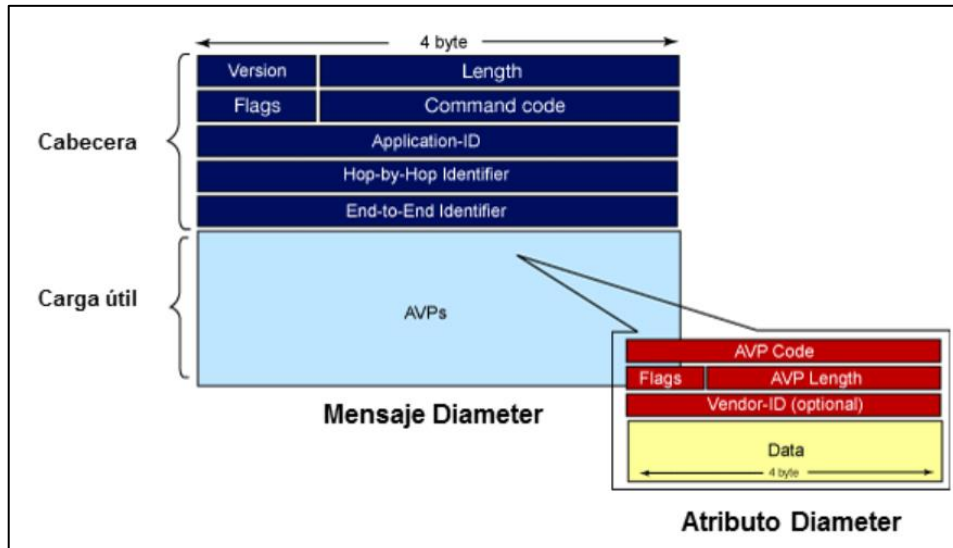 4 byte
Version Length
Flags Command code
Cabecera
Application-ID
Hop-by-Hop Identifier
End-to-End Identifier
Carga útil
AVPs
AVP Code
Flags AVP Length
Vendor-ID (optional)
Data
4 byte
Mensaje Diameter
Atributo Diameter